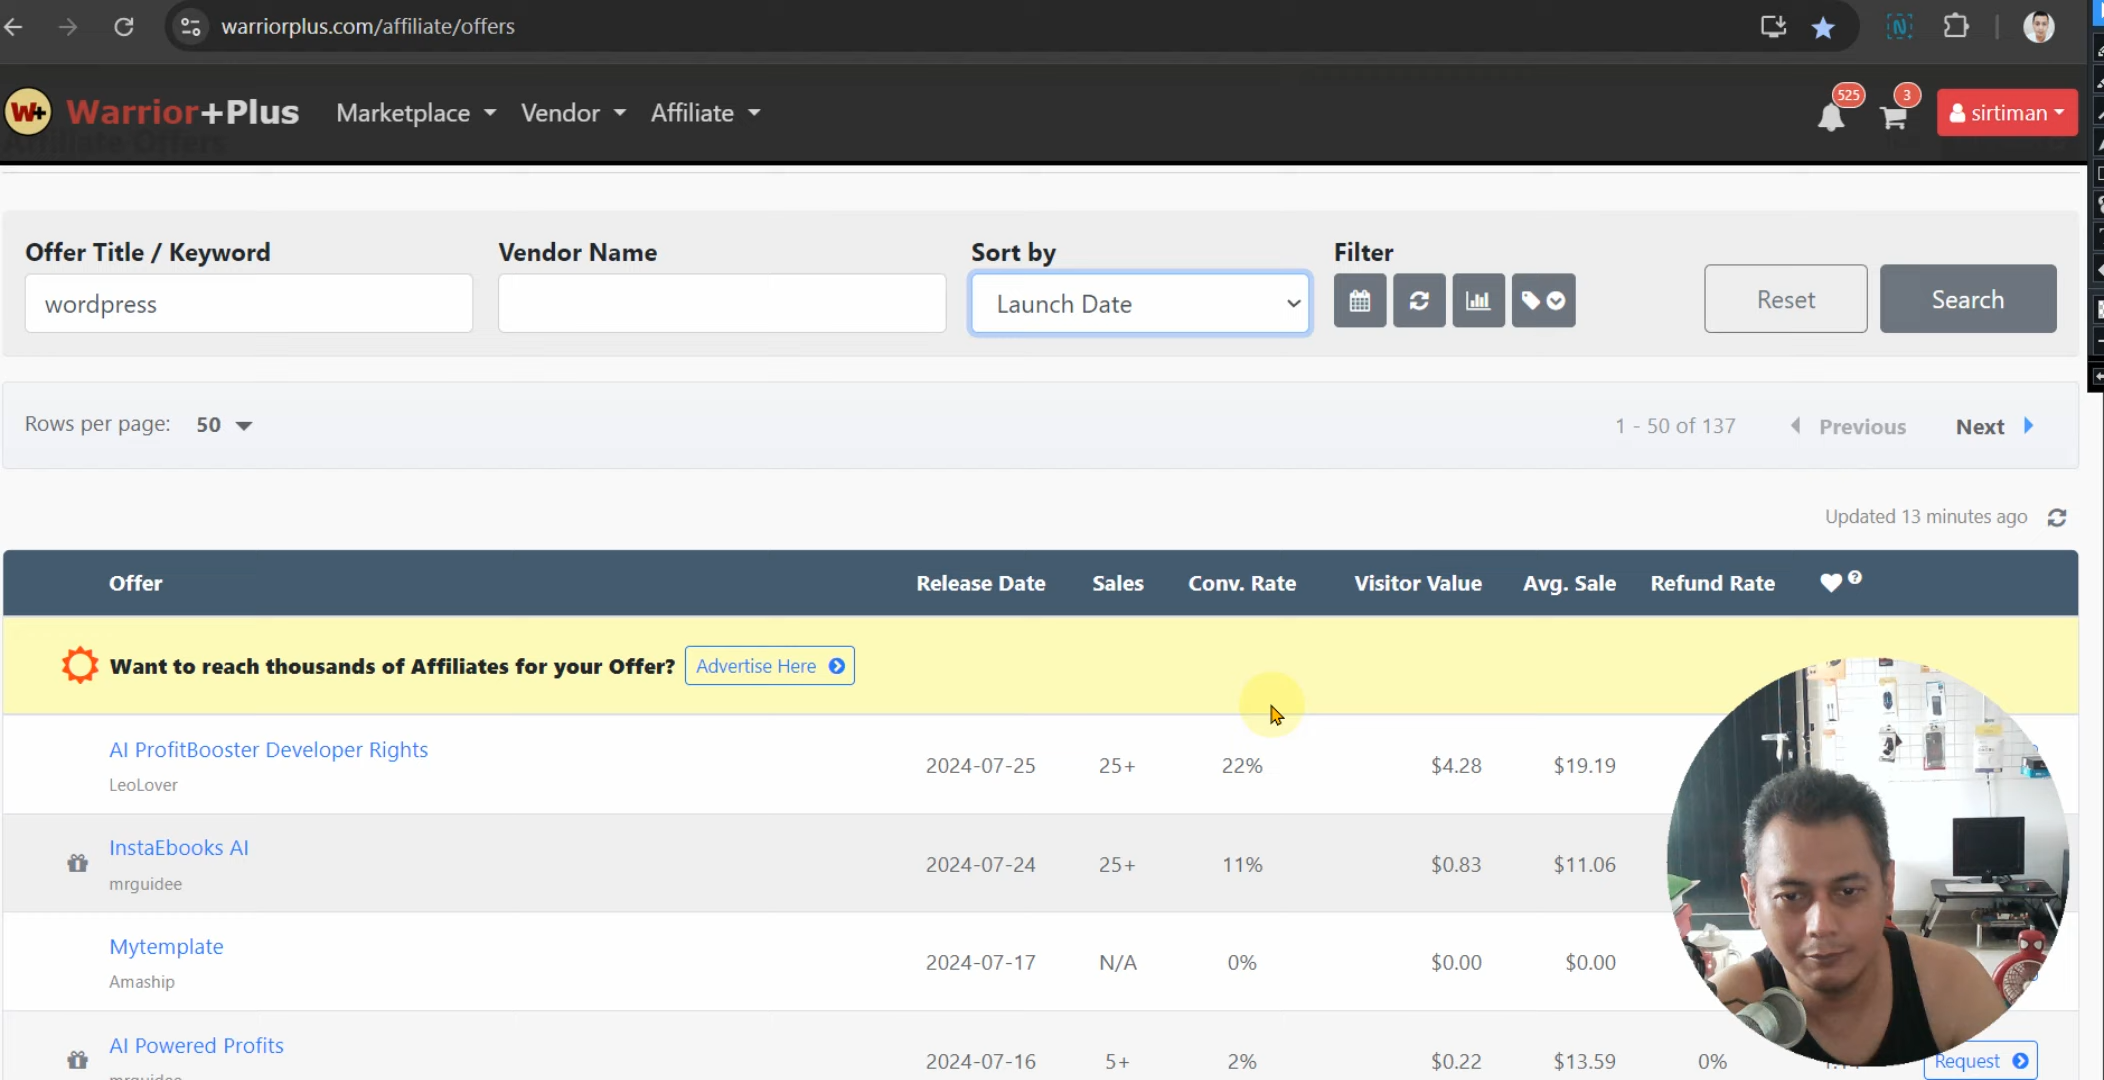 warriorplus.com/affiliate/offers
W+ Warrior+Plus Marketplace Vendor Affiliate 525 3 sirtiman
Affiliate Offers
Offer Title / Keyword Vendor Name Sort by Filter
wordpress Launch Date Reset Search
Rows per page: 50 1 - 50 of 137 Previous Next
Updated 13 minutes ago
Offer Release Date Sales Conv. Rate Visitor Value Avg. Sale Refund Rate
Want to reach thousands of Affiliates for your Offer? Advertise Here
AI ProfitBooster Developer Rights
LeoLover
2024-07-25 25+ 22% $4.28 $19.19
InstaEbooks AI
mrguidee
2024-07-24 25+ 11% $0.83 $11.06
Mytemplate
Amaship
2024-07-17 N/A 0% $0.00 $0.00
AI Powered Profits
mrguidee
2024-07-16 5+ 2% $0.22 $13.59 0% Request